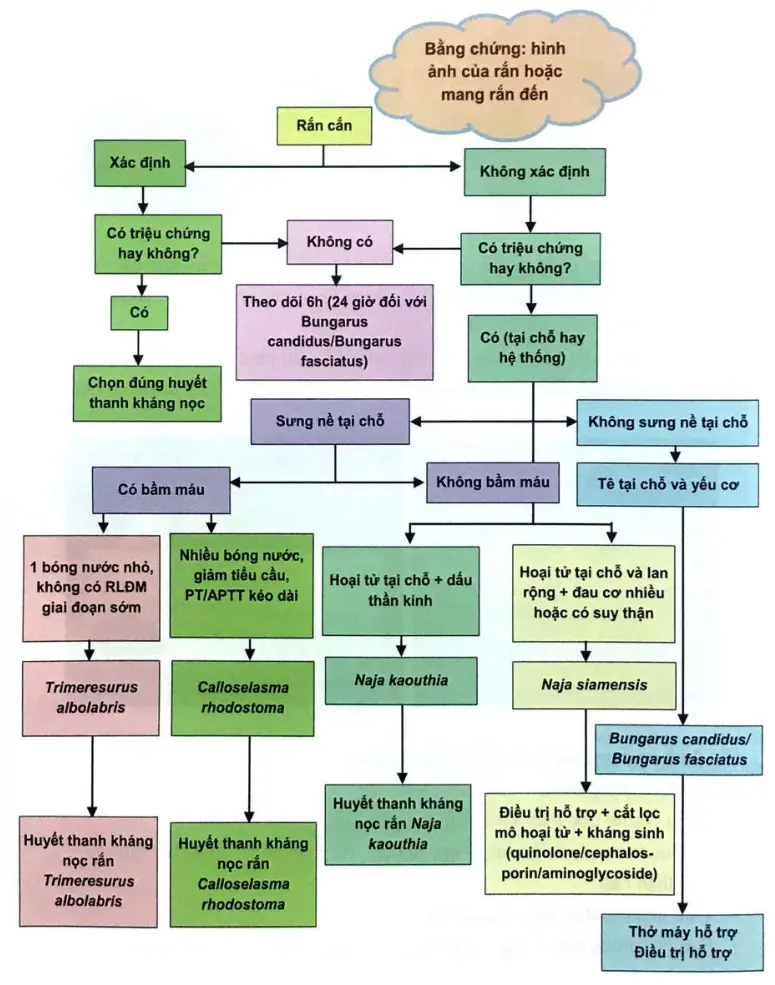 Bằng chứng: hình
ảnh của rắn hoặc
mang rắn đến
Rắn cắn
Xác định
Không xác định
Có triệu chứng
hay không?
Không có
Có triệu chứng
hay không?
Có
Theo dõi 6h (24 giờ đối với
Bungarus
candidus/Bungarus
fasciatus)
Có (tại chỗ hay
hệ thống)
Chọn đúng huyết
thanh kháng nọc
Sưng nề tại chỗ
Không sưng nề tại chỗ
Có bầm máu
Không bầm máu
Tê tại chỗ và yếu cơ
1 bóng nước nhỏ,
không có RLĐM
giai đoạn sớm
Nhiều bóng nước,
giảm tiểu cầu,
PT/APTT kéo dài
Hoại tử tại chỗ + dấu
thần kinh
Hoại tử tại chỗ và lan
rộng + đau cơ nhiều
hoặc có suy thận
Trimeresurus
albolabris
Calloselasma
rhodostoma
Naja kaouthia
Naja siamensis
Bungarus candidus/
Bungarus fasciatus
Huyết thanh kháng
nọc rắn
Trimeresurus
albolabris
Huyết thanh kháng
nọc rắn
Calloselasma
rhodostoma
Huyết thanh kháng
nọc rắn Naja
kaouthia
Điều trị hỗ trợ + cắt lọc
mô hoại tử + kháng sinh
(quinolone/cephalos-
porin/aminoglycoside)
Thở máy hỗ trợ
Điều trị hỗ trợ